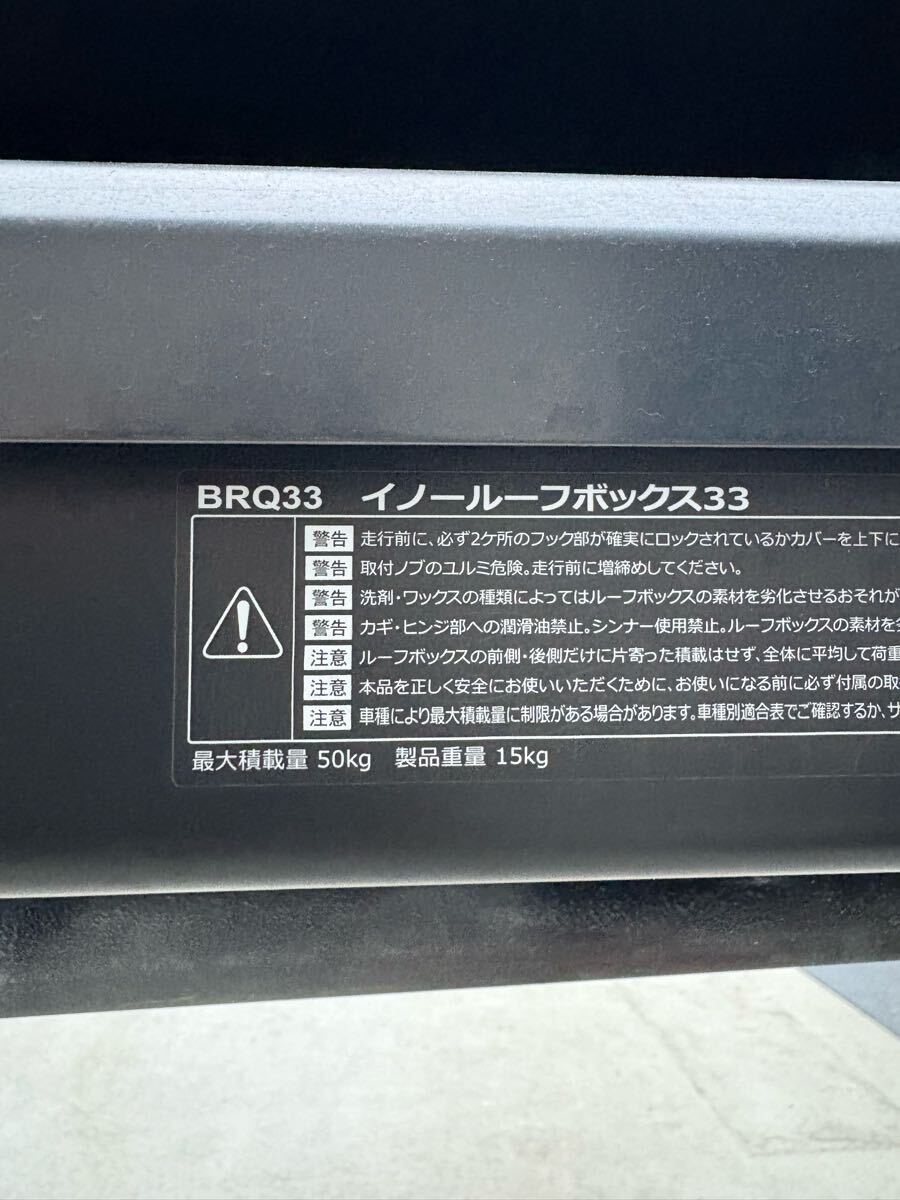 BRQ33 イノールーフボックス33
警告 走行前に、必ず2ケ所のフック部が確実にロックされているかカバーを上下に
警告 取付ノブのユルミ危険。走行前に増締めしてください。
警告 洗剤・ワックスの種類によってはルーフボックスの素材を劣化させるおそれが
警告 カギ・ヒンジ部への潤滑油禁止。シンナー使用禁止。ルーフボックスの素材を
注意 ルーフボックスの前側・後側だけに片寄った積載はせず、全体に平均して荷重
注意 本品を正しく安全にお使いいただくために、お使いになる前に必ず付属の取
注意 車種により最大積載量に制限がある場合があります。車種別適合表でご確認するか、サ
最大積載量 50kg 製品重量 15kg